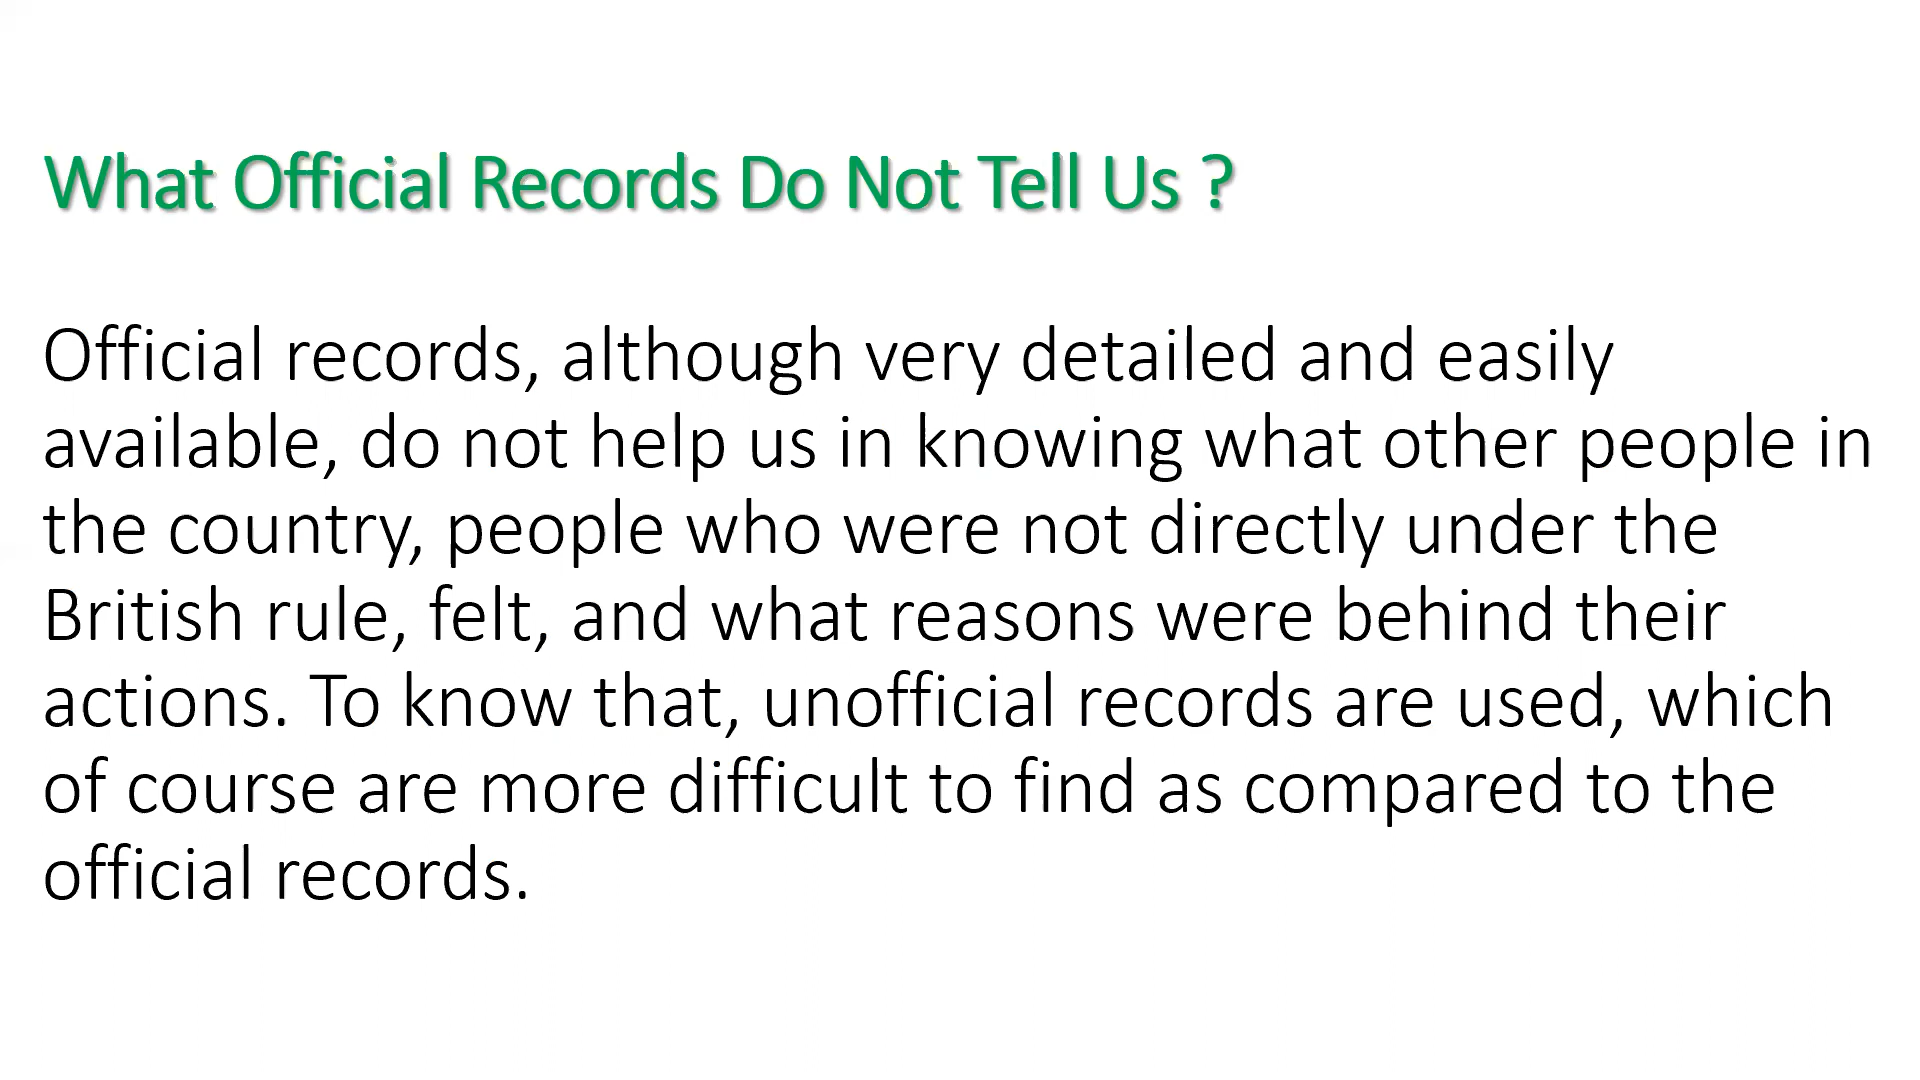 What Official Records Do Not Tell Us ?
Official records, although very detailed and easily
available, do not help us in knowing what other people in
the country, people who were not directly under the
British rule, felt, and what reasons were behind their
actions. To know that, unofficial records are used, which
of course are more difficult to find as compared to the
official records.